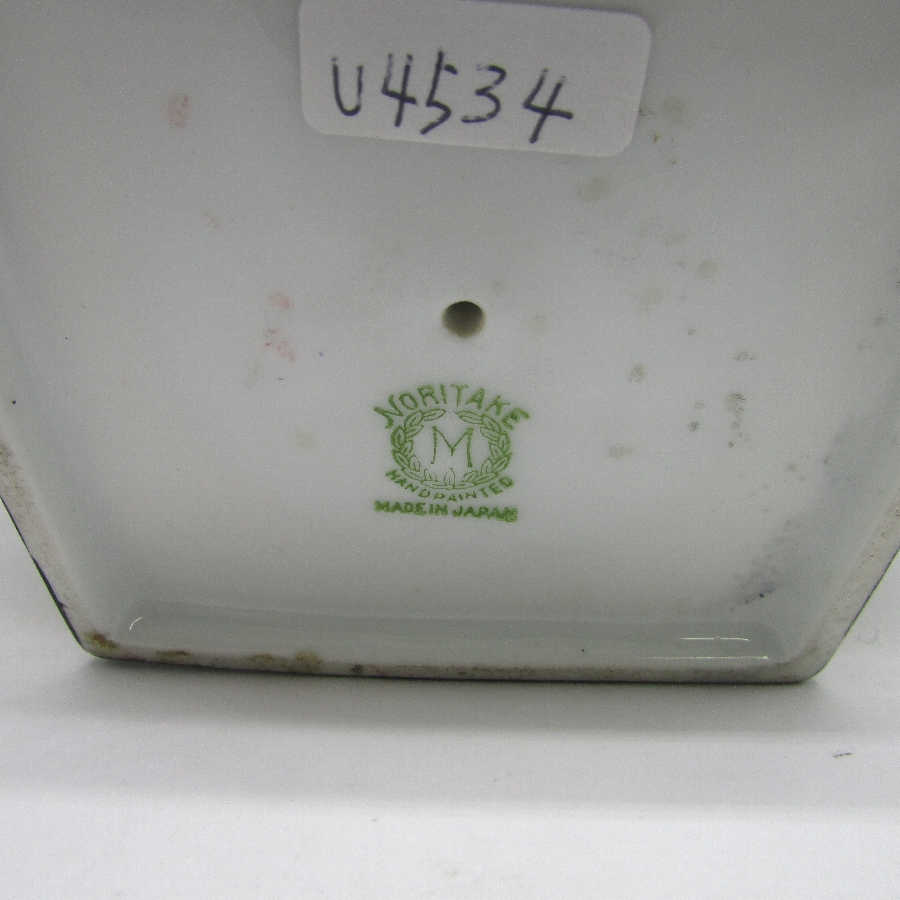 U4534
NORITAKE
M
HANDPAINTED
MADE IN JAPAN